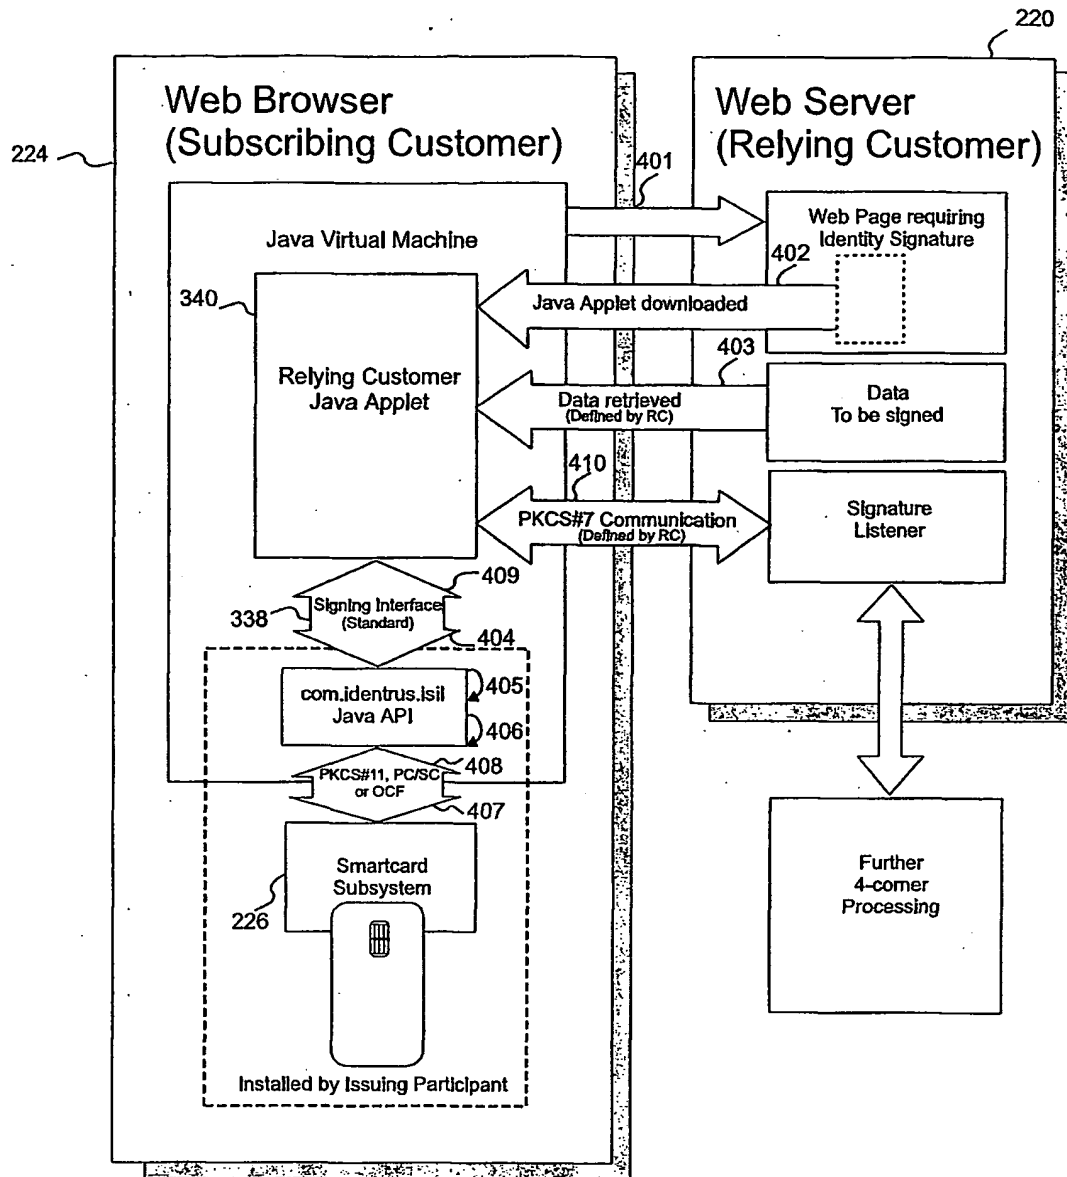 220
Web Browser
(Subscribing Customer)
Web Server
(Relying Customer)
224
401
Web Page requiring
Identity Signature
Java Virtual Machine
402
340
Java Applet downloaded
403
Relying Customer
Java Applet
Data retrieved
(Defined by RC)
Data
To be signed
410
PKCS#7 Communication
(Defined by RC)
Signature
Listener
409
Signing Interface
(Standard)
338
404
com.identrus.isil
Java API
405
406
408
PKCS#11, PC/SC
or OCF
407
Smartcard
Subsystem
226
Further
4-corner
Processing
Installed by Issuing Participant